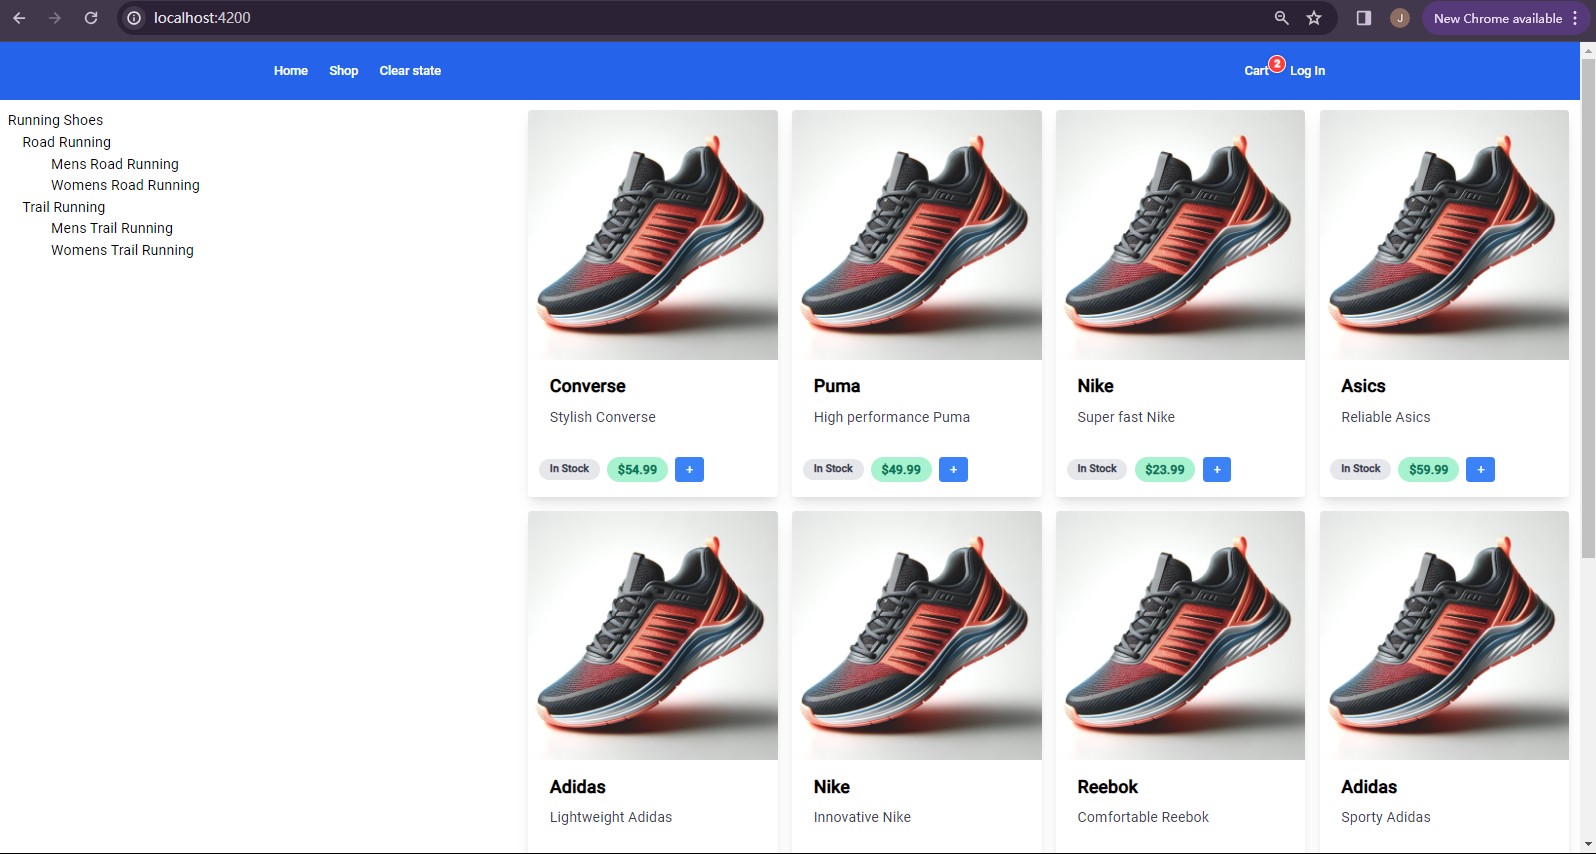 localhost:4200
J
New Chrome available
Home Shop Clear state Cart 2 Log In
Running Shoes
Road Running
Mens Road Running
Womens Road Running
Trail Running
Mens Trail Running
Womens Trail Running
Converse
Stylish Converse
In Stock $54.99 +
Puma
High performance Puma
In Stock $49.99 +
Nike
Super fast Nike
In Stock $23.99 +
Asics
Reliable Asics
In Stock $59.99 +
Adidas
Lightweight Adidas
Nike
Innovative Nike
Reebok
Comfortable Reebok
Adidas
Sporty Adidas